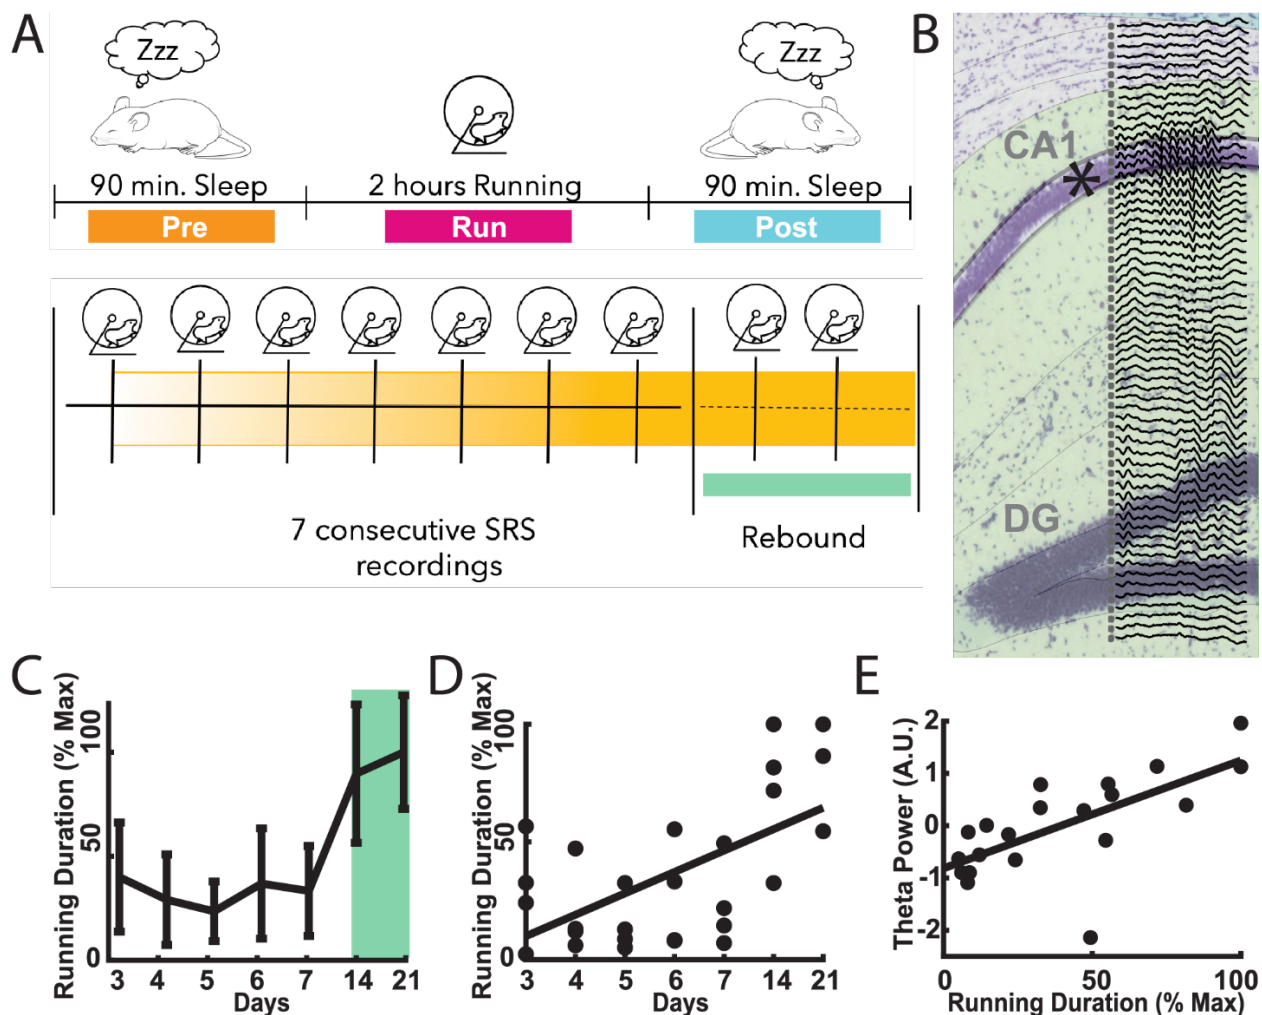 A
Zzz
Zzz
90 min. Sleep
2 hours Running
90 min. Sleep
Pre
Run
Post
7 consecutive SRS
recordings
Rebound
B
CA1
*
DG
C
Running Duration (% Max)
100
50
0
3 4 5 6 7 14 21
Days
D
Running Duration (% Max)
100
50
0
3 4 5 6 7 14 21
Days
E
Theta Power (A.U.)
2
1
0
-1
-2
0 50 100
Running Duration (% Max)